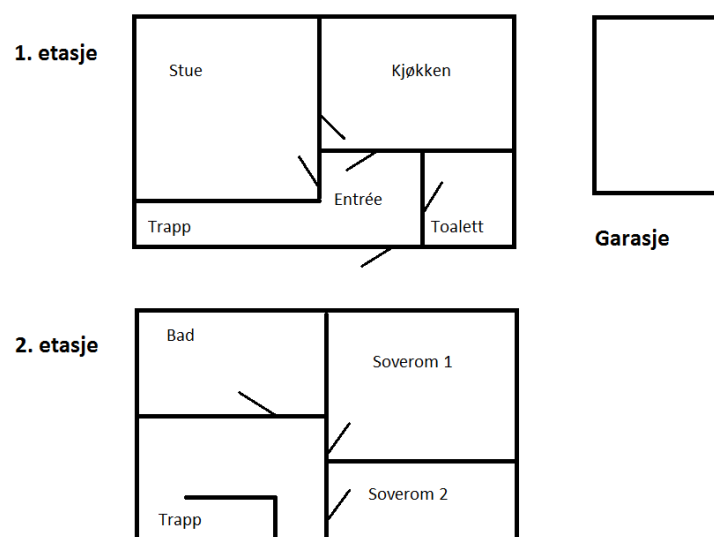 1. etasje
Stue
Kjøkken
Entrée
Trapp
Toalett
Garasje
2. etasje
Bad
Soverom 1
Soverom 2
Trapp